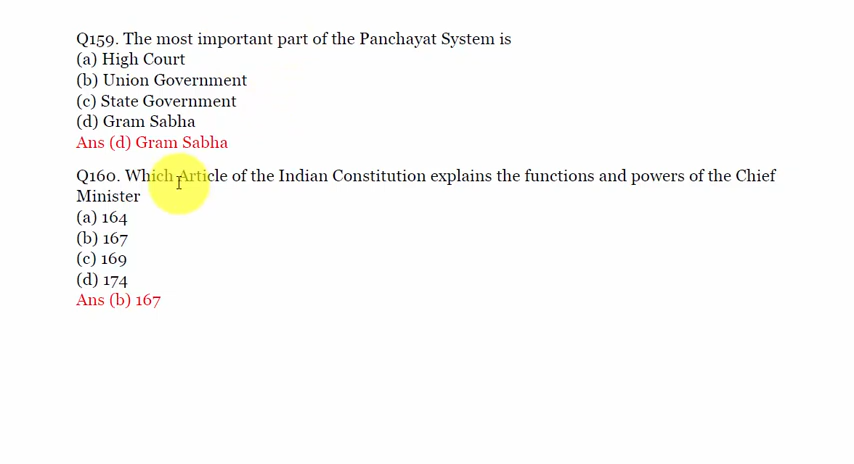 Q159. The most important part of the Panchayat System is
(a) High Court
(b) Union Government
(c) State Government
(d) Gram Sabha
Ans (d) Gram Sabha
Q160. Which Article of the Indian Constitution explains the functions and powers of the Chief
Minister
(a) 164
(b) 167
(c) 169
(d) 174
Ans (b) 167